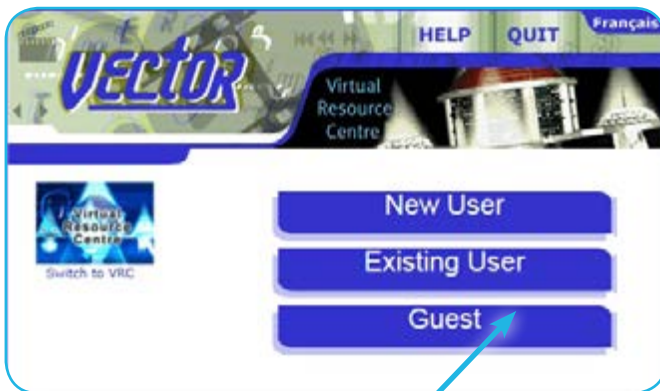 HELP QUIT Français
VECTOR
Virtual
Resource
Centre
Virtual
Resource
Centre
Switch to VRC
New User
Existing User
Guest